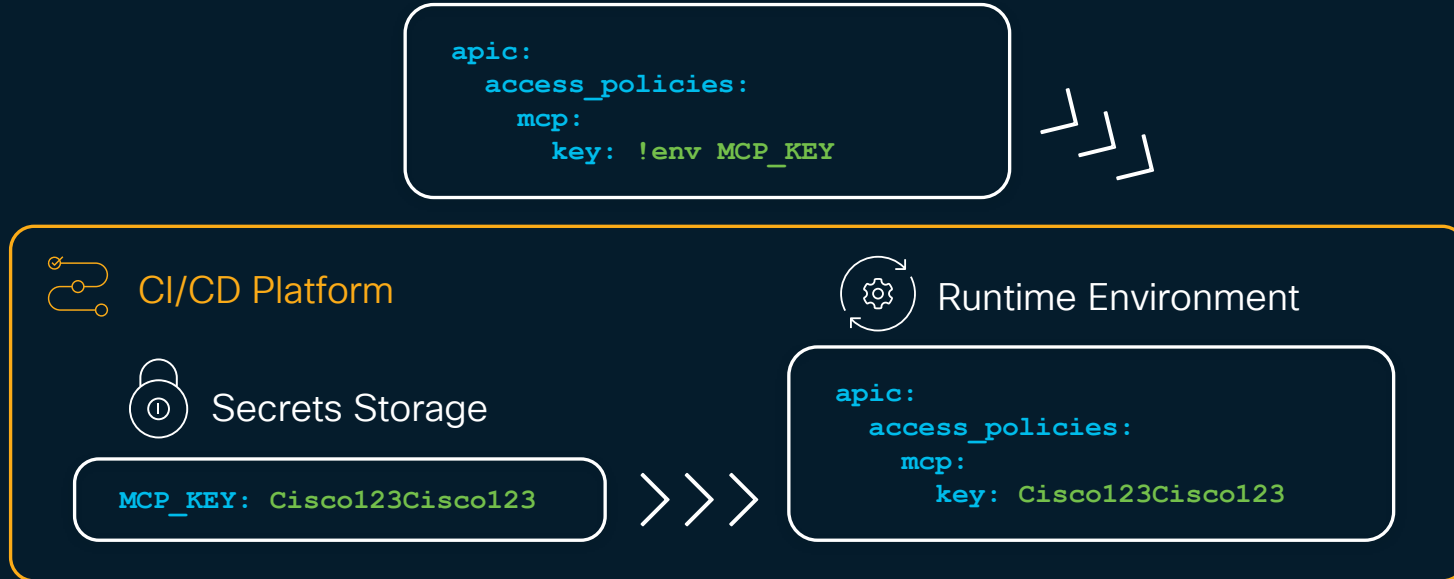 apic:
  access_policies:
    mcp:
      key: !env MCP_KEY
CI/CD Platform
Secrets Storage
MCP_KEY: Cisco123Cisco123
Runtime Environment
apic:
  access_policies:
    mcp:
      key: Cisco123Cisco123